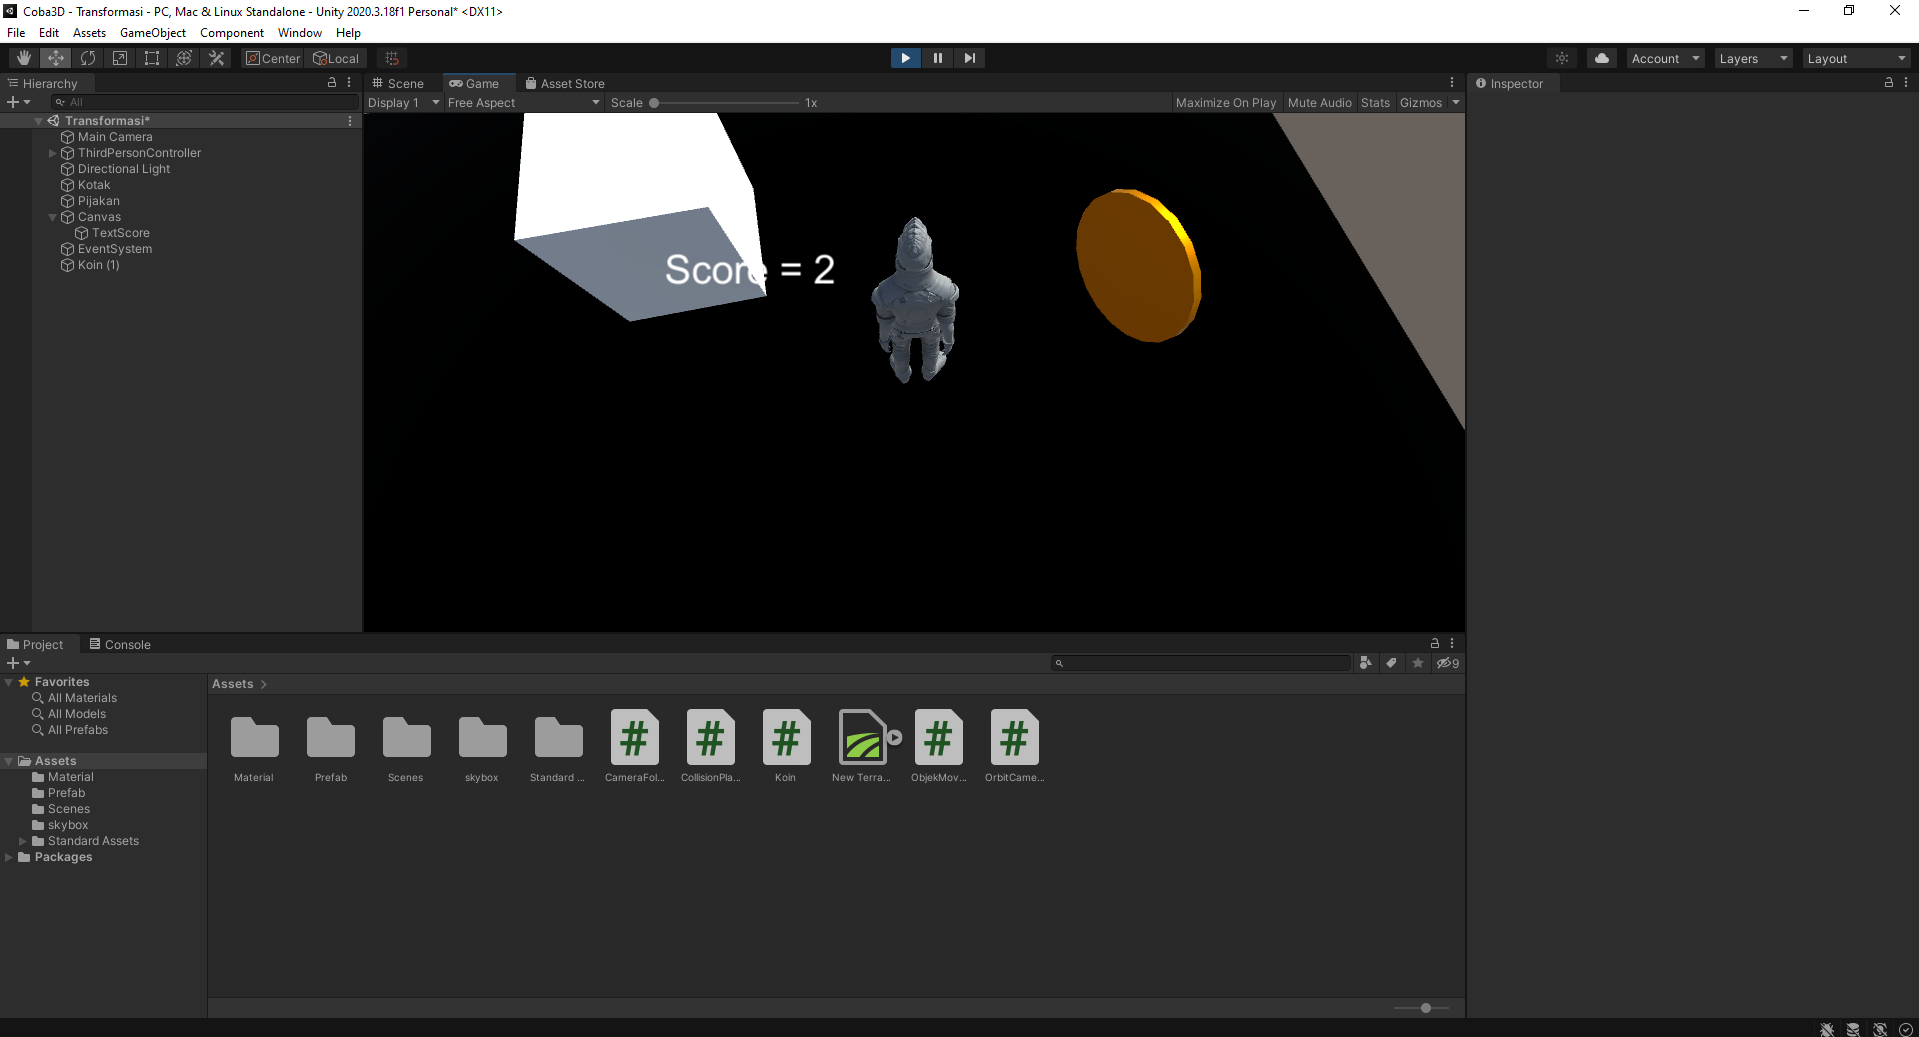 Coba3D - Transformasi - PC, Mac & Linux Standalone - Unity 2020.3.18f1 Personal* <DX11>
File Edit Assets GameObject Component Window Help
Center Local Account Layers Layout
Hierarchy
All
Transformasi*
Main Camera
ThirdPersonController
Directional Light
Kotak
Pijakan
Canvas
TextScore
EventSystem
Koin (1)
Scene Game Asset Store
Display 1 Free Aspect Scale 1x Maximize On Play Mute Audio Stats Gizmos
Score = 2
Inspector
Project Console
9
Favorites
All Materials
All Models
All Prefabs
Assets
Material
Prefab
Scenes
skybox
Standard Assets
Packages
Assets
Material Prefab Scenes skybox Standard ... CameraFol... CollisionPla... Koin New Terra... ObjekMov... OrbitCame...